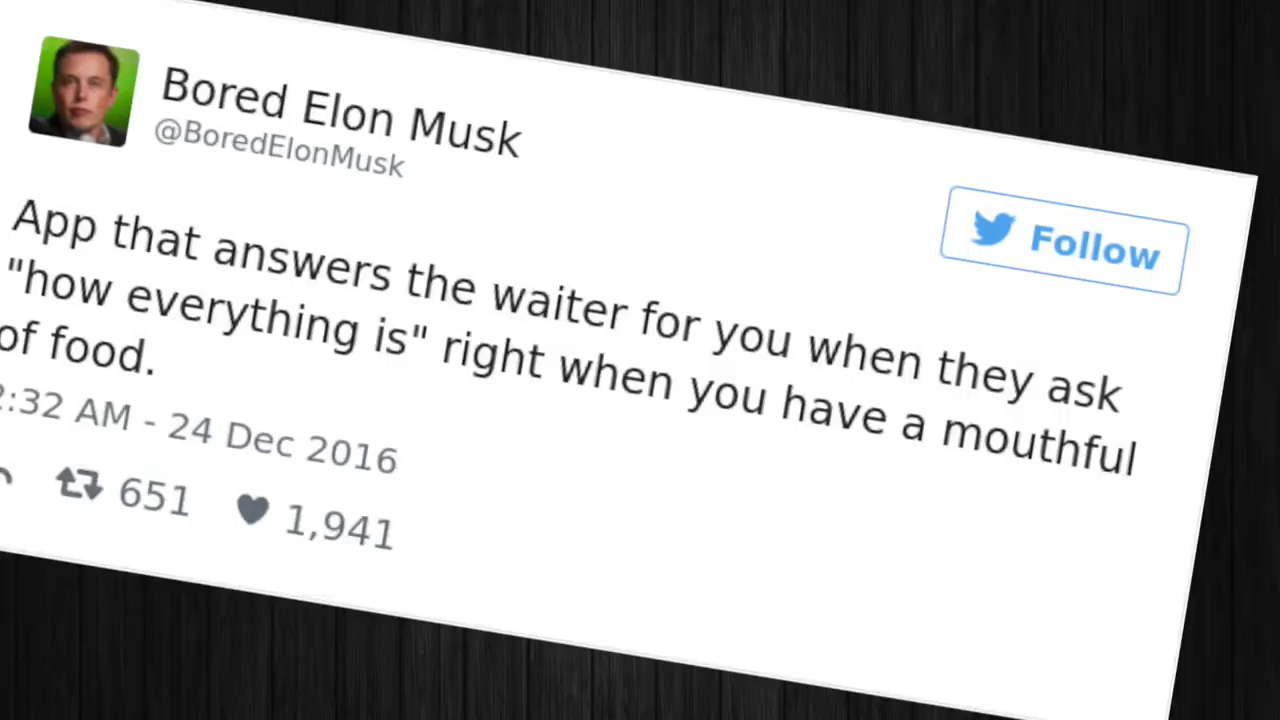 Bored Elon Musk
@BoredElonMusk
Follow
App that answers the waiter for you when they ask
"how everything is" right when you have a mouthful
of food.
2:32 AM - 24 Dec 2016
651 1,941